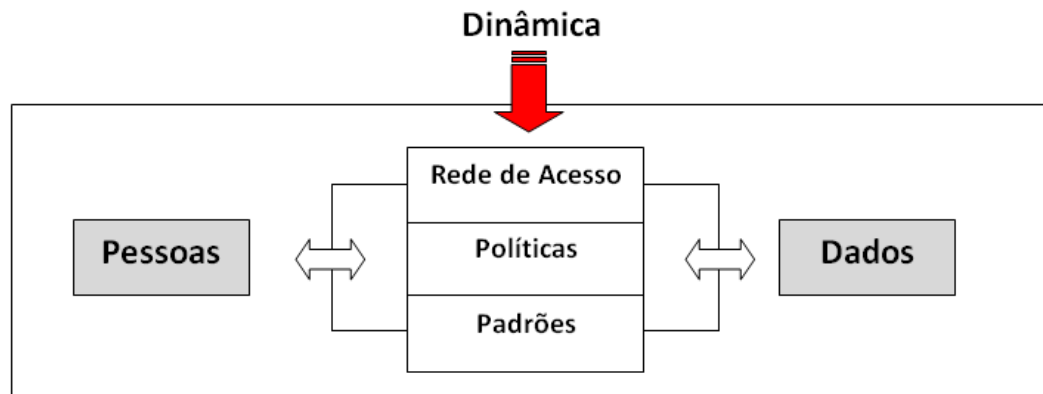 Dinâmica
Rede de Acesso
Pessoas
Políticas
Dados
Padrões